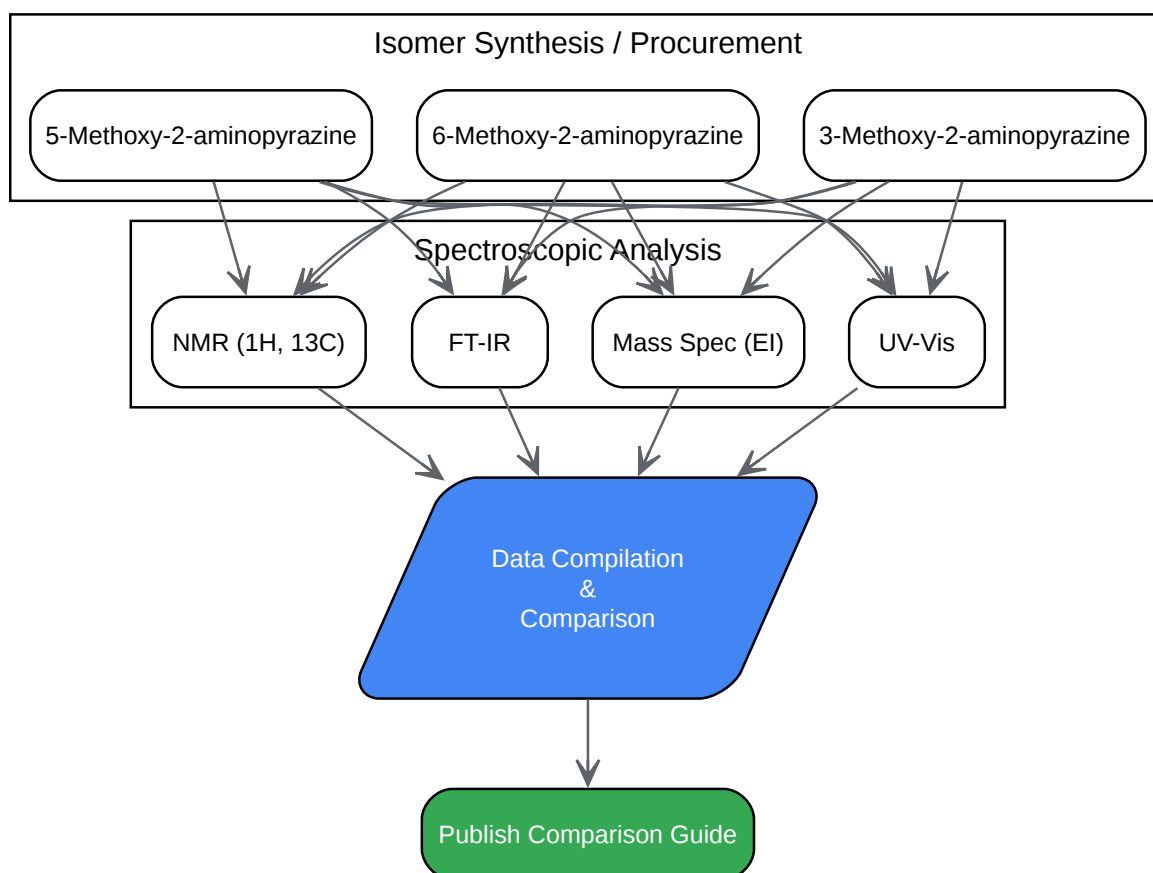 Isomer Synthesis / Procurement
5-Methoxy-2-aminopyrazine
6-Methoxy-2-aminopyrazine
3-Methoxy-2-aminopyrazine
Spectroscopic Analysis
NMR (1H, 13C)
FT-IR
Mass Spec (EI)
UV-Vis
Data Compilation
&
Comparison
Publish Comparison Guide